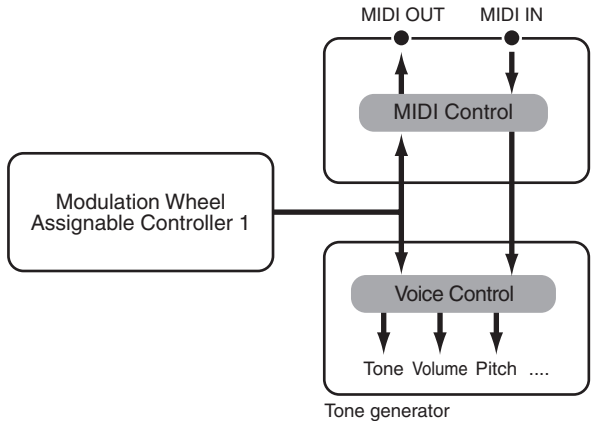 MIDI OUT MIDI IN
MIDI Control
Modulation Wheel
Assignable Controller 1
Voice Control
Tone Volume Pitch ....
Tone generator